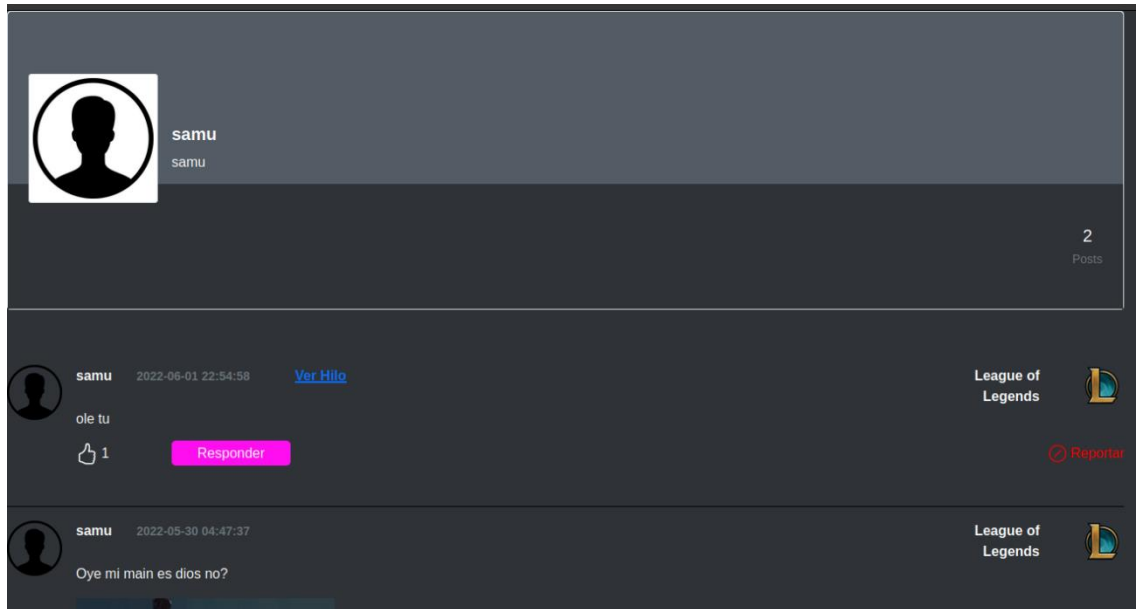 samu
samu
2
Posts
samu 2022-06-01 22:54:58 Ver Hilo
League of
Legends
ole tu
1 Responder
Reportar
samu 2022-05-30 04:47:37
League of
Legends
Oye mi main es dios no?